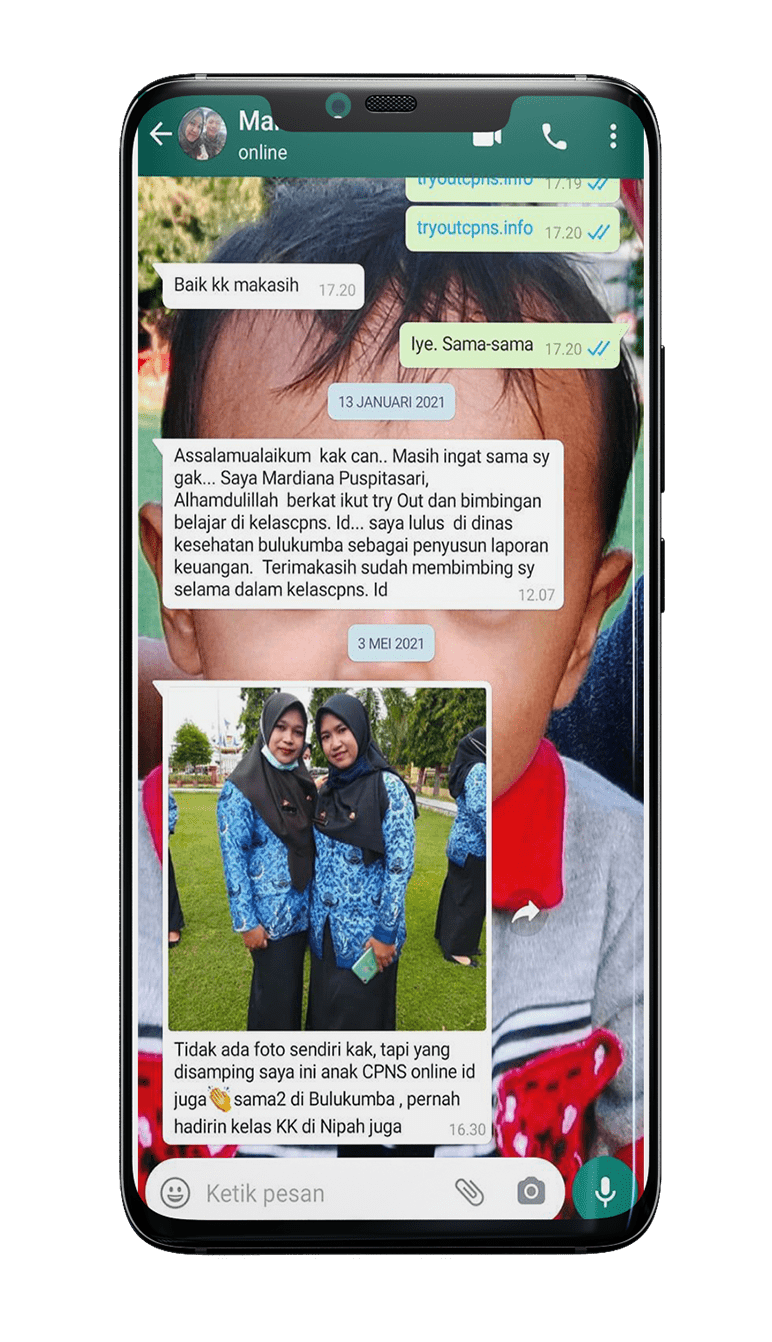 Ma
online
tryoutcpns.info 17.19
tryoutcpns.info 17.20
Baik kk makasih 17.20
Iye. Sama-sama 17.20
13 JANUARI 2021
Assalamualaikum kak can.. Masih ingat sama sy
gak... Saya Mardiana Puspitasari,
Alhamdulillah berkat ikut try Out dan bimbingan
belajar di kelascpns. Id... saya lulus di dinas
kesehatan bulukumba sebagai penyusun laporan
keuangan. Terimakasih sudah membimbing sy
selama dalam kelascpns. Id 12.07
3 MEI 2021
Tidak ada foto sendiri kak, tapi yang
disamping saya ini anak CPNS online id
juga👏sama2 di Bulukumba , pernah
hadirin kelas KK di Nipah juga 16.30
Ketik pesan